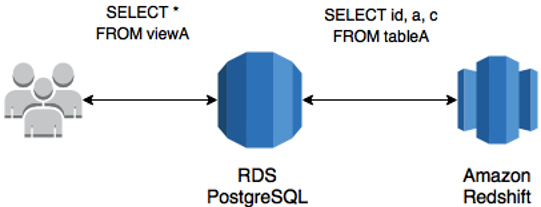 SELECT *
FROM viewA
SELECT id, a, c
FROM tableA
RDS
PostgreSQL
Amazon
Redshift